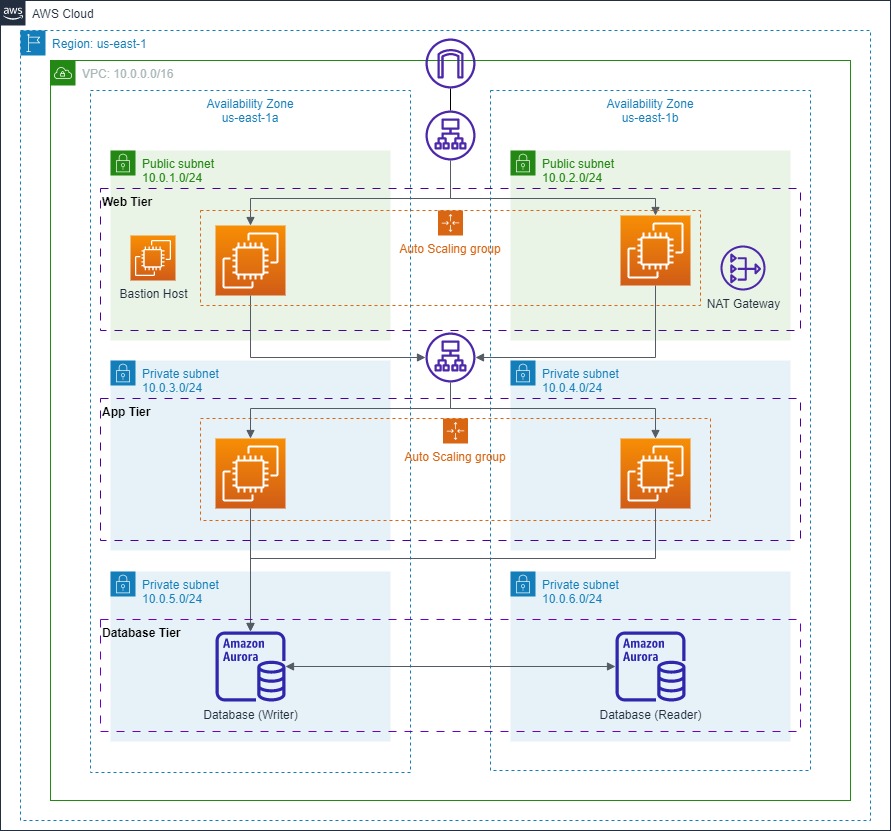 aws
AWS Cloud
Region: us-east-1
VPC: 10.0.0.0/16
Availability Zone
us-east-1a
Availability Zone
us-east-1b
Public subnet
10.0.1.0/24
Public subnet
10.0.2.0/24
Web Tier
Auto Scaling group
Bastion Host
NAT Gateway
Private subnet
10.0.3.0/24
Private subnet
10.0.4.0/24
App Tier
Auto Scaling group
Private subnet
10.0.5.0/24
Private subnet
10.0.6.0/24
Database Tier
Amazon
Aurora
Amazon
Aurora
Database (Writer)
Database (Reader)